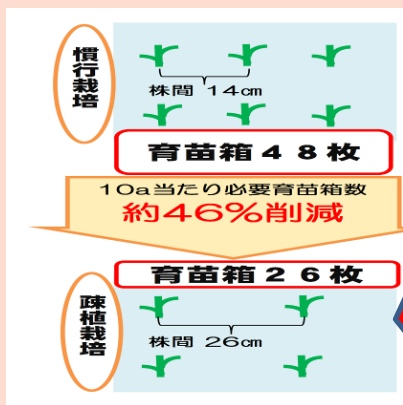 慣行栽培
株間 14㎝
育苗箱48枚
10a当たり必要育苗箱数
約46%削減
育苗箱26枚
疎植栽培
株間 26㎝